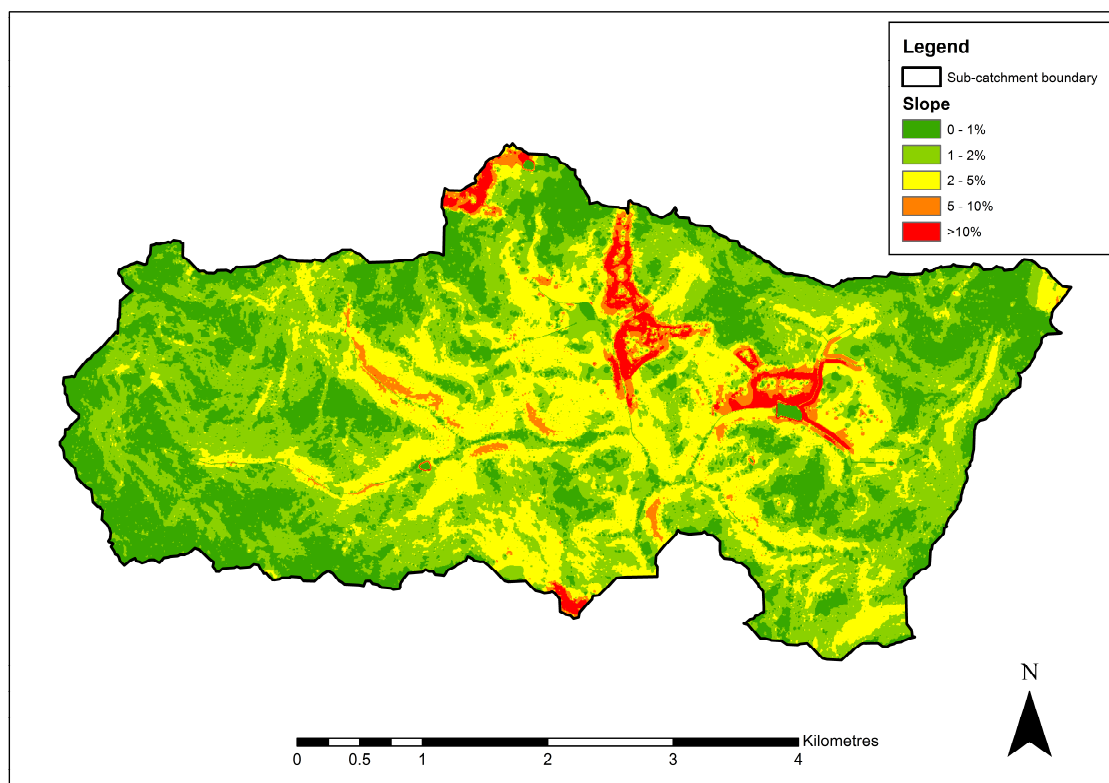 Legend
Sub-catchment boundary
Slope
0 - 1%
1 - 2%
2 - 5%
5 - 10%
>10%
N
Kilometres
0 0.5 1 2 3 4